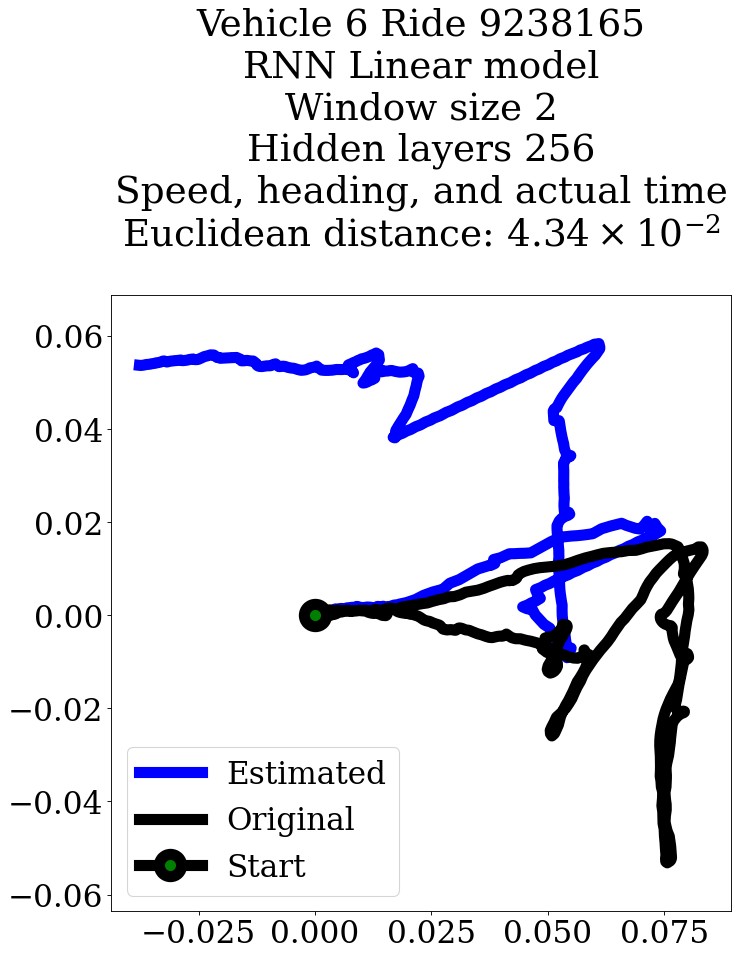 Vehicle 6 Ride 9238165
RNN Linear model
Window size 2
Hidden layers 256
Speed, heading, and actual time
Euclidean distance: 4.34 × 10⁻²
0.06
0.04
0.02
0.00
−0.02
−0.04
−0.06
Estimated
Original
Start
−0.025 0.000 0.025 0.050 0.075